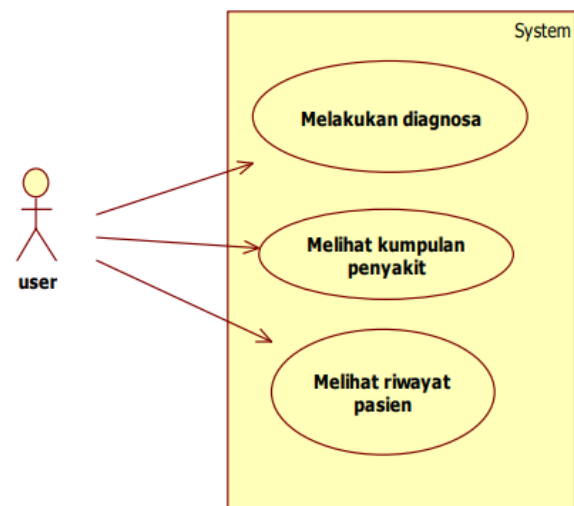 System
Melakukan diagnosa
Melihat kumpulan
penyakit
user
Melihat riwayat
pasien